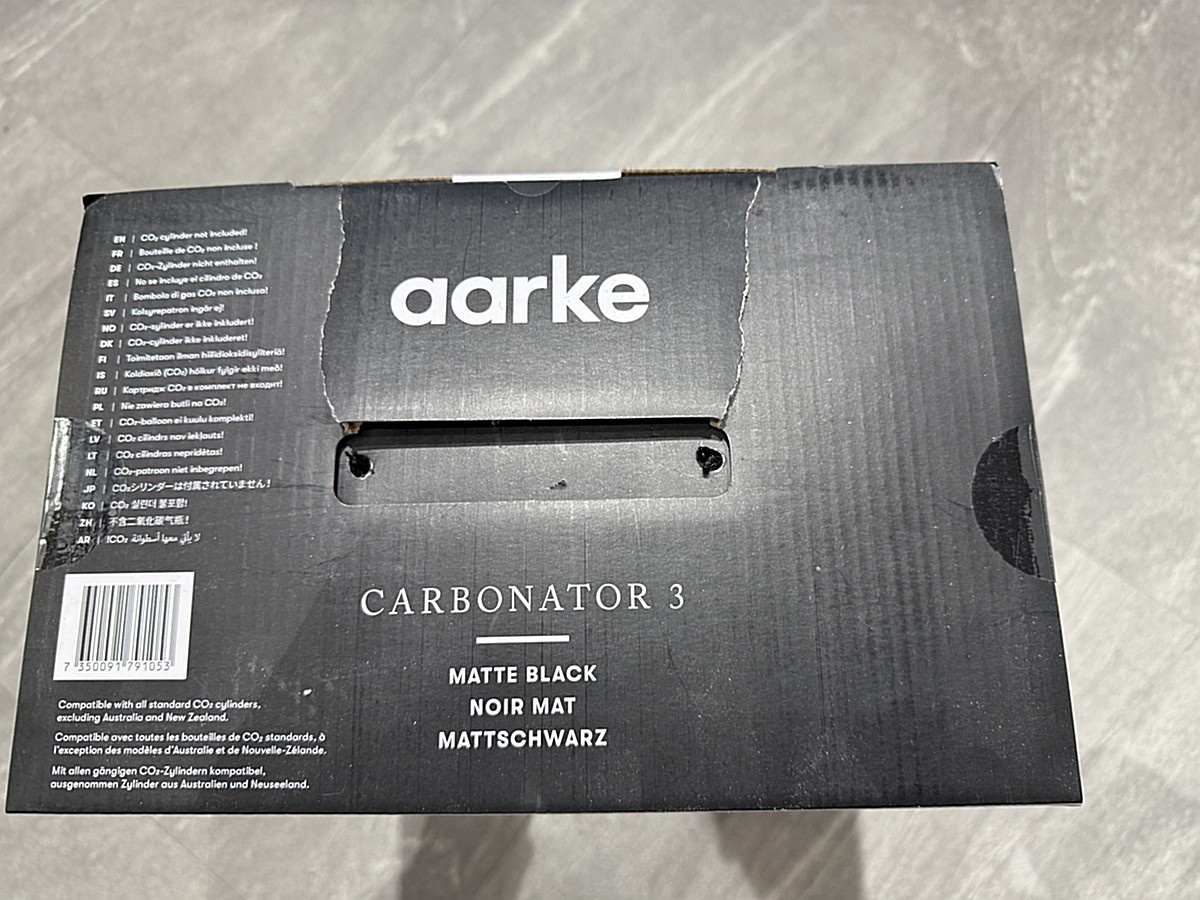 EN | CO₂ cylinder not included!
FR | Bouteille de CO₂ non incluse !
DE | CO₂-Zylinder nicht enthalten!
ES | No se incluye el cilindro de CO₂
IT | Bombola di gas CO₂ non inclusa!
SV | Kolsyrepatron ingår ej!
NO | CO₂-sylinder er ikke inkludert!
DK | CO₂-cylinder ikke inkluderet!
FI | Toimitetaan ilman hiilidioksidisylinteriä!
IS | Koldíoxíð (CO₂) hólkur fylgir ekki með!
RU | Картридж CO₂ в комплект не входит!
PL | Nie zawiera butli na CO₂!
ET | CO₂-balloon ei kuulu komplekti!
LV | CO₂ cilindrs nav iekļauts!
LT | CO₂ cilindras nepridėtas!
NL | CO₂-patroon niet inbegrepen!
JP | CO₂シリンダーは付属されていません！
KO | CO₂ 실린더 불포함!
ZH | 不含二氧化碳气瓶！
AR | لا يأتي معها أسطوانة CO₂!
aarke
CARBONATOR 3
MATTE BLACK
NOIR MAT
MATTSCHWARZ
7 350091 791053
Compatible with all standard CO₂ cylinders,
excluding Australia and New Zealand.
Compatible avec toutes les bouteilles de CO₂ standards, à
l'exception des modèles d'Australie et de Nouvelle-Zélande.
Mit allen gängigen CO₂-Zylindern kompatibel,
ausgenommen Zylinder aus Australien und Neuseeland.